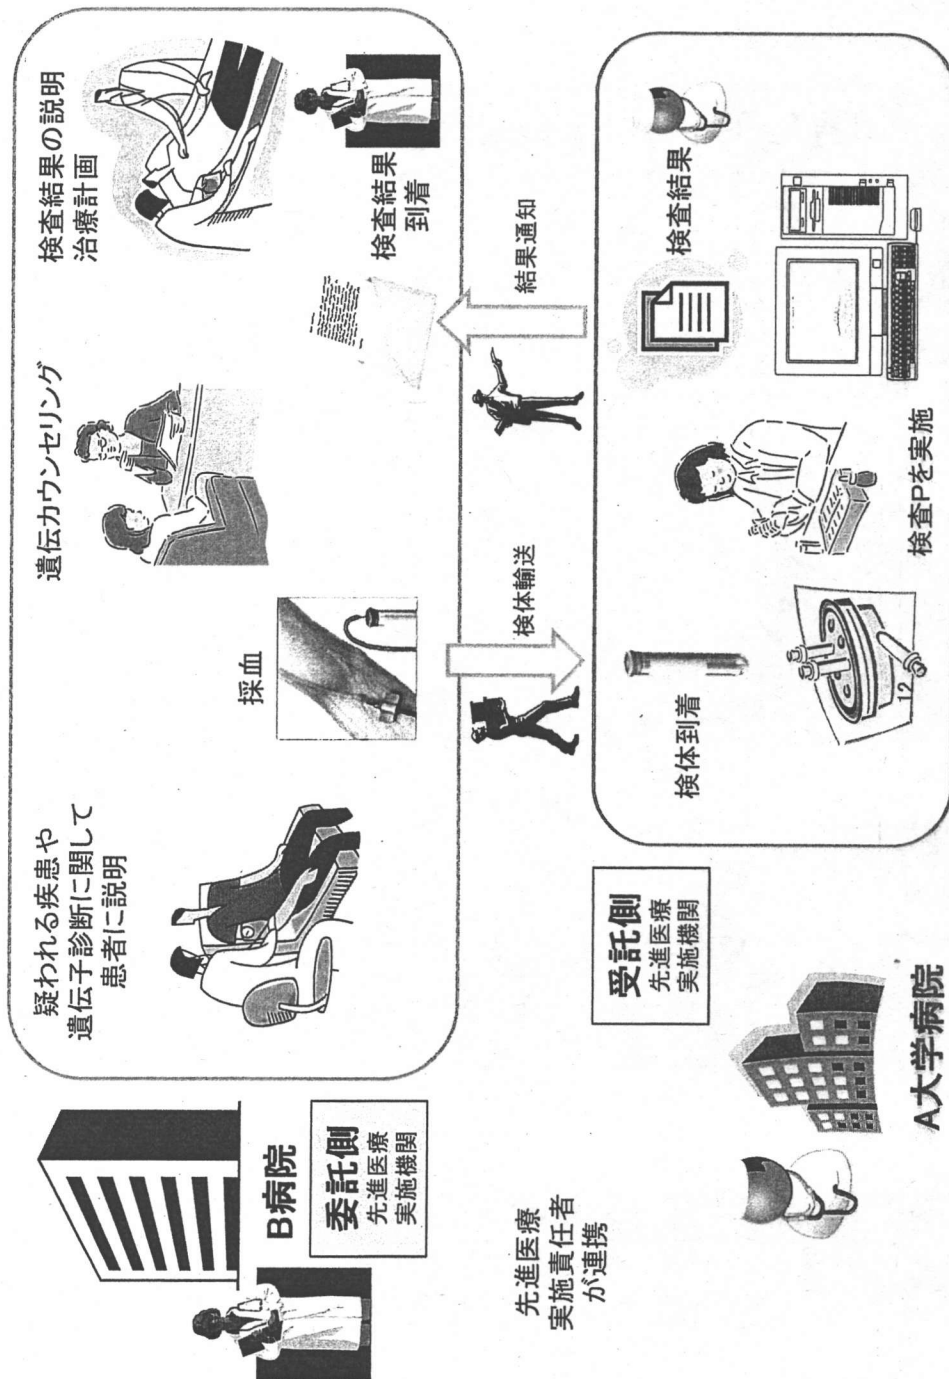 疑われる疾患や
遺伝子診断に関して
患者に説明
採血
遺伝カウンセリング
検査結果の説明
治療計画
検査結果
到着
B病院
委託側
先進医療
実施機関
検体輸送
結果通知
先進医療
実施責任者
が連携
受託側
先進医療
実施機関
A大学病院
検体到着
12
検査Pを実施
検査結果